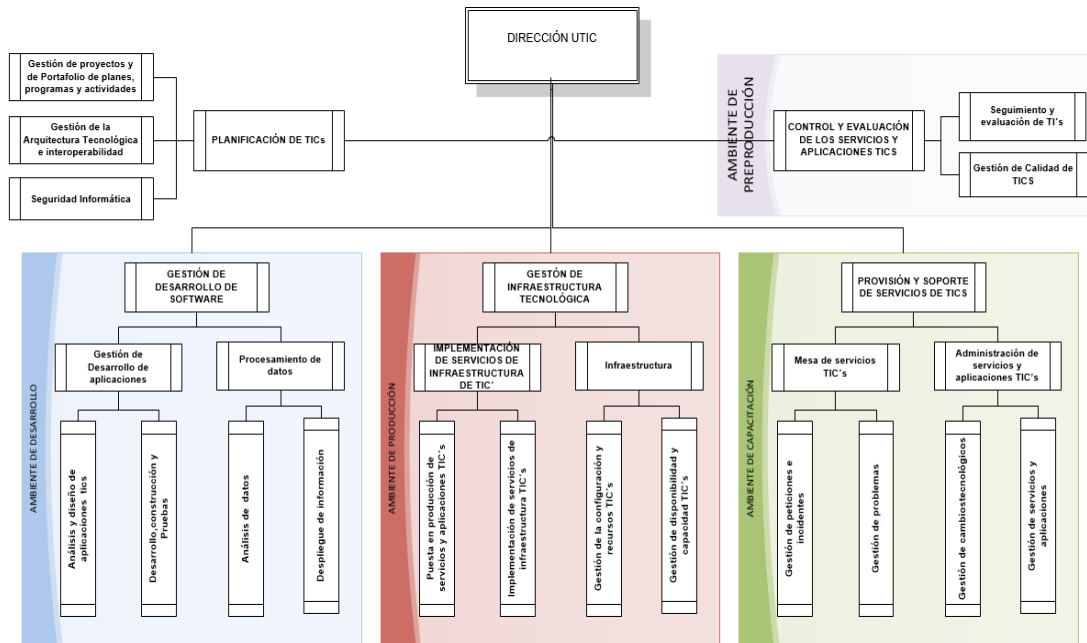 DIRECCIÓN UTIC
Gestión de proyectos y
de Portafolio de planes,
programas y actividades
Gestión de la
Arquitectura Tecnológica
e interoperabilidad
Seguridad Informática
PLANIFICACIÓN DE TICs
AMBIENTE DE
PREPRODUCCIÓN
CONTROL Y EVALUACIÓN
DE LOS SERVICIOS Y
APLICACIONES TICS
Seguimiento y
evaluación de TI´s
Gestión de Calidad de
TICS
AMBIENTE DE DESARROLLO
GESTIÓN DE
DESARROLLO DE
SOFTWARE
Gestión de
Desarrollo de
aplicaciones
Procesamiento de
datos
Análisis y diseño de
aplicaciones tics
Desarrollo,construcción y
Pruebas
Análisis de datos
Despliegue de información
AMBIENTE DE PRODUCCIÓN
GESTÓN DE
INFRAESTRUCTURA
TECNOLÓGICA
IMPLEMENTACIÓN
DE SERVICIOS DE
INFRAESTRUCTURA
DE TIC´
Infraestructura
Puesta en producción de
servicios y aplicaciones TIC´s
Implementación de servicios de
infraestructura TIC´s
Gestión de la configuración y
recursos TIC´s
Gestión de disponibilidad y
capacidad TIC´s
AMBIENTE DE CAPACITACIÓN
PROVISIÓN Y SOPORTE
DE SERVICIOS DE TICS
Mesa de servicios
TIC´s
Administración de
servicios y
aplicaciones TIC's
Gestión de peticiones e
incidentes
Gestión de problemas
Gestión de cambiostecnológicos
Gestión de servicios y
aplicaciones